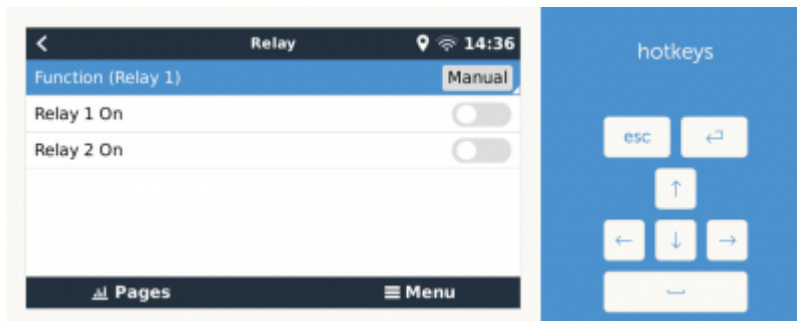 Relay 14:36
Function (Relay 1) Manual
Relay 1 On
Relay 2 On
Pages Menu
hotkeys
esc